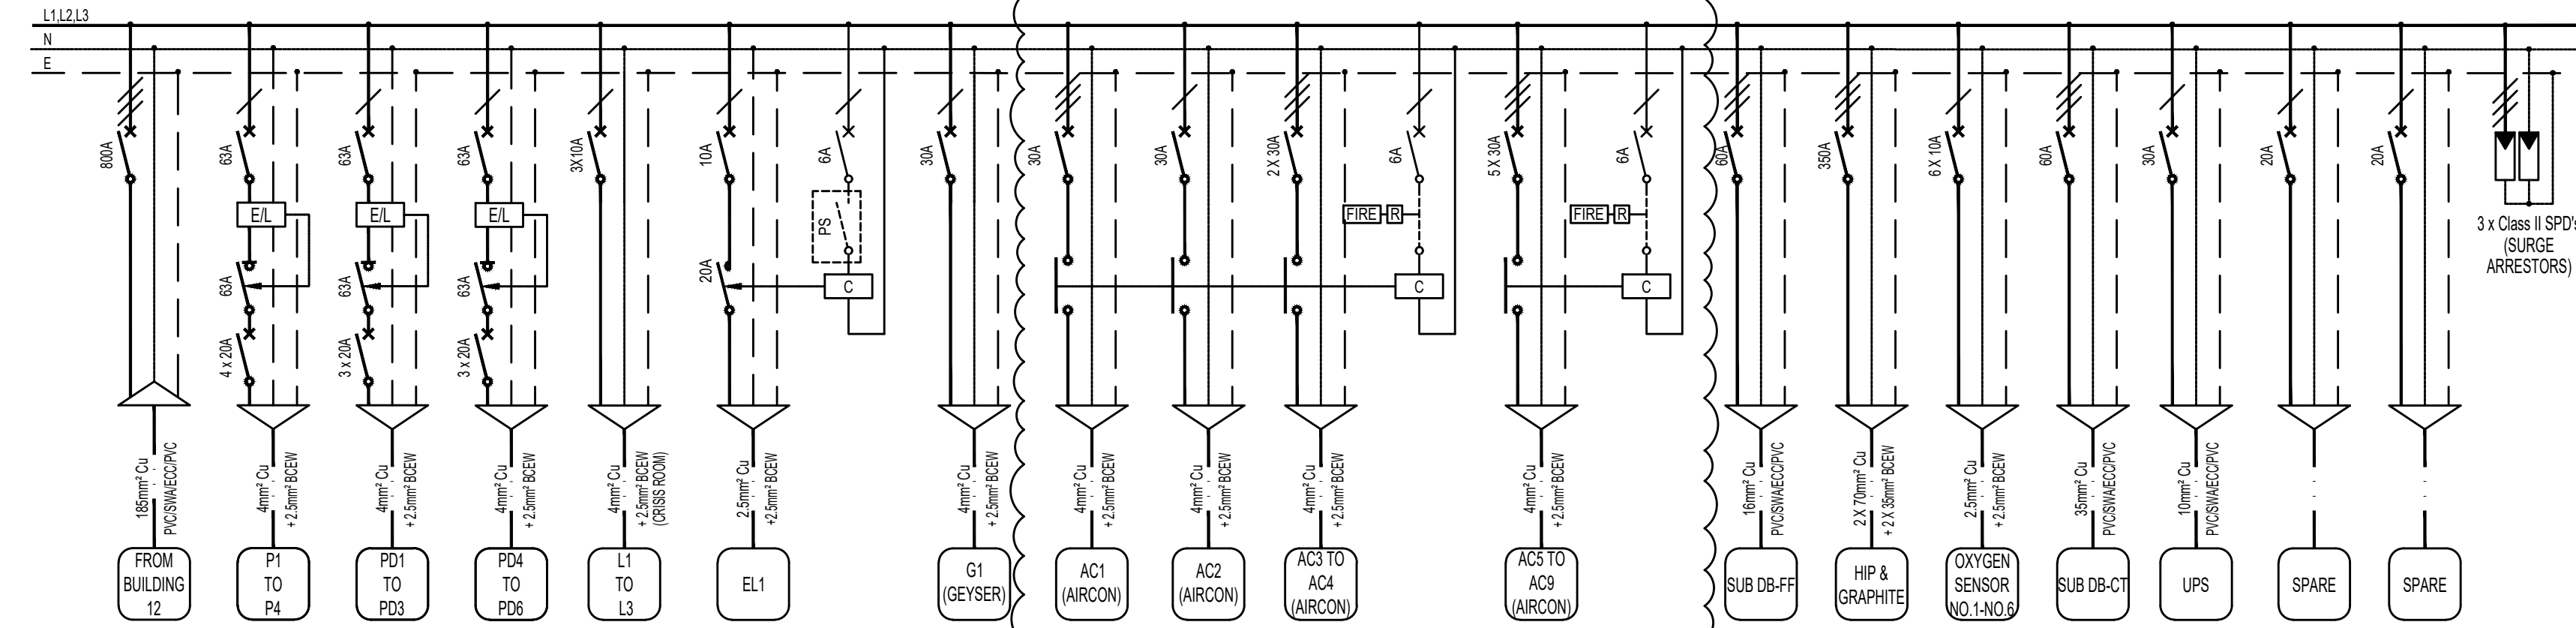 L1,L2,L3
N
E
800A
63A
63A
63A
3X10A
10A
6A
30A
30A
30A
2 X 30A
6A
5 X 30A
6A
60A
350A
6 X 10A
60A
30A
20A
20A
E/L
E/L
E/L
PS
FIRE
R
FIRE
R
3 x Class II SPD's
(SURGE
ARRESTORS)
63A
63A
63A
20A
C
C
C
4 x 20A
3 x 20A
3 x 20A
185mm² Cu
PVC/SWA/ECC/PVC
4mm² Cu
+ 2.5mm² BCEW
4mm² Cu
+ 2.5mm² BCEW
4mm² Cu
+ 2.5mm² BCEW
4mm² Cu
+ 2.5mm² BCEW
(CRISIS ROOM)
2.5mm² Cu
+2.5mm² BCEW
4mm² Cu
+ 2.5mm² BCEW
4mm² Cu
+ 2.5mm² BCEW
4mm² Cu
+ 2.5mm² BCEW
4mm² Cu
+ 2.5mm² BCEW
4mm² Cu
+ 2.5mm² BCEW
16mm² Cu
PVC/SWA/ECC/PVC
2 X 70mm² Cu
+ 2 X 35mm² BCEW
2.5mm² Cu
+ 2.5mm² BCEW
35mm² Cu
PVC/SWA/ECC/PVC
10mm² Cu
PVC/SWA/ECC/PVC
FROM
BUILDING
12
P1
TO
P4
PD1
TO
PD3
PD4
TO
PD6
L1
TO
L3
EL1
G1
(GEYSER)
AC1
(AIRCON)
AC2
(AIRCON)
AC3 TO
AC4
(AIRCON)
AC5 TO
AC9
(AIRCON)
SUB DB-FF
HIP &
GRAPHITE
OXYGEN
SENSOR
NO.1-NO.6
SUB DB-CT
UPS
SPARE
SPARE